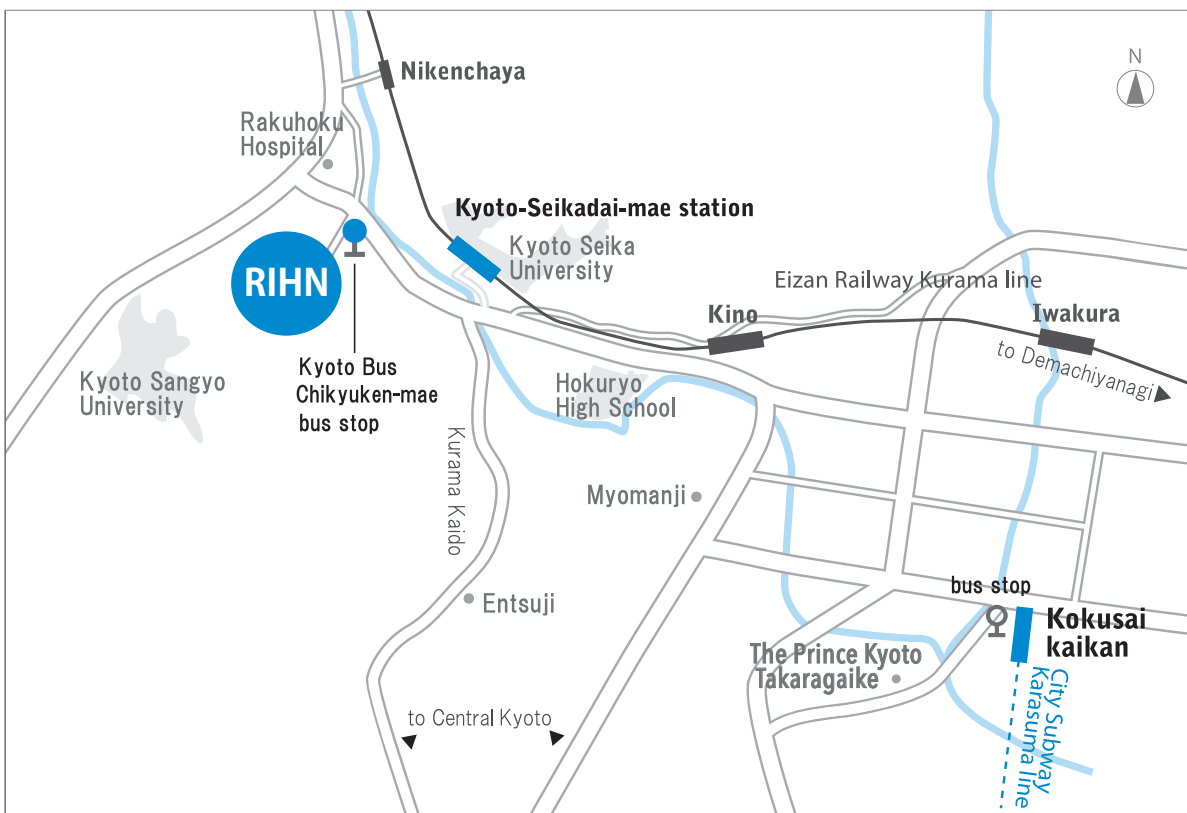 N
Nikenchaya
Rakuhoku
Hospital
Kyoto-Seikadai-mae station
Kyoto Seika
University
RIHN
Eizan Railway Kurama line
Kino
Iwakura
to Demachiyanagi
Kyoto Bus
Chikyuken-mae
bus stop
Kyoto Sangyo
University
Hokuryo
High School
Kurama Kaido
Myomanji
Entsuji
bus stop
Kokusai
kaikan
The Prince Kyoto
Takaragaike
City Subway
Karasuma line
to Central Kyoto